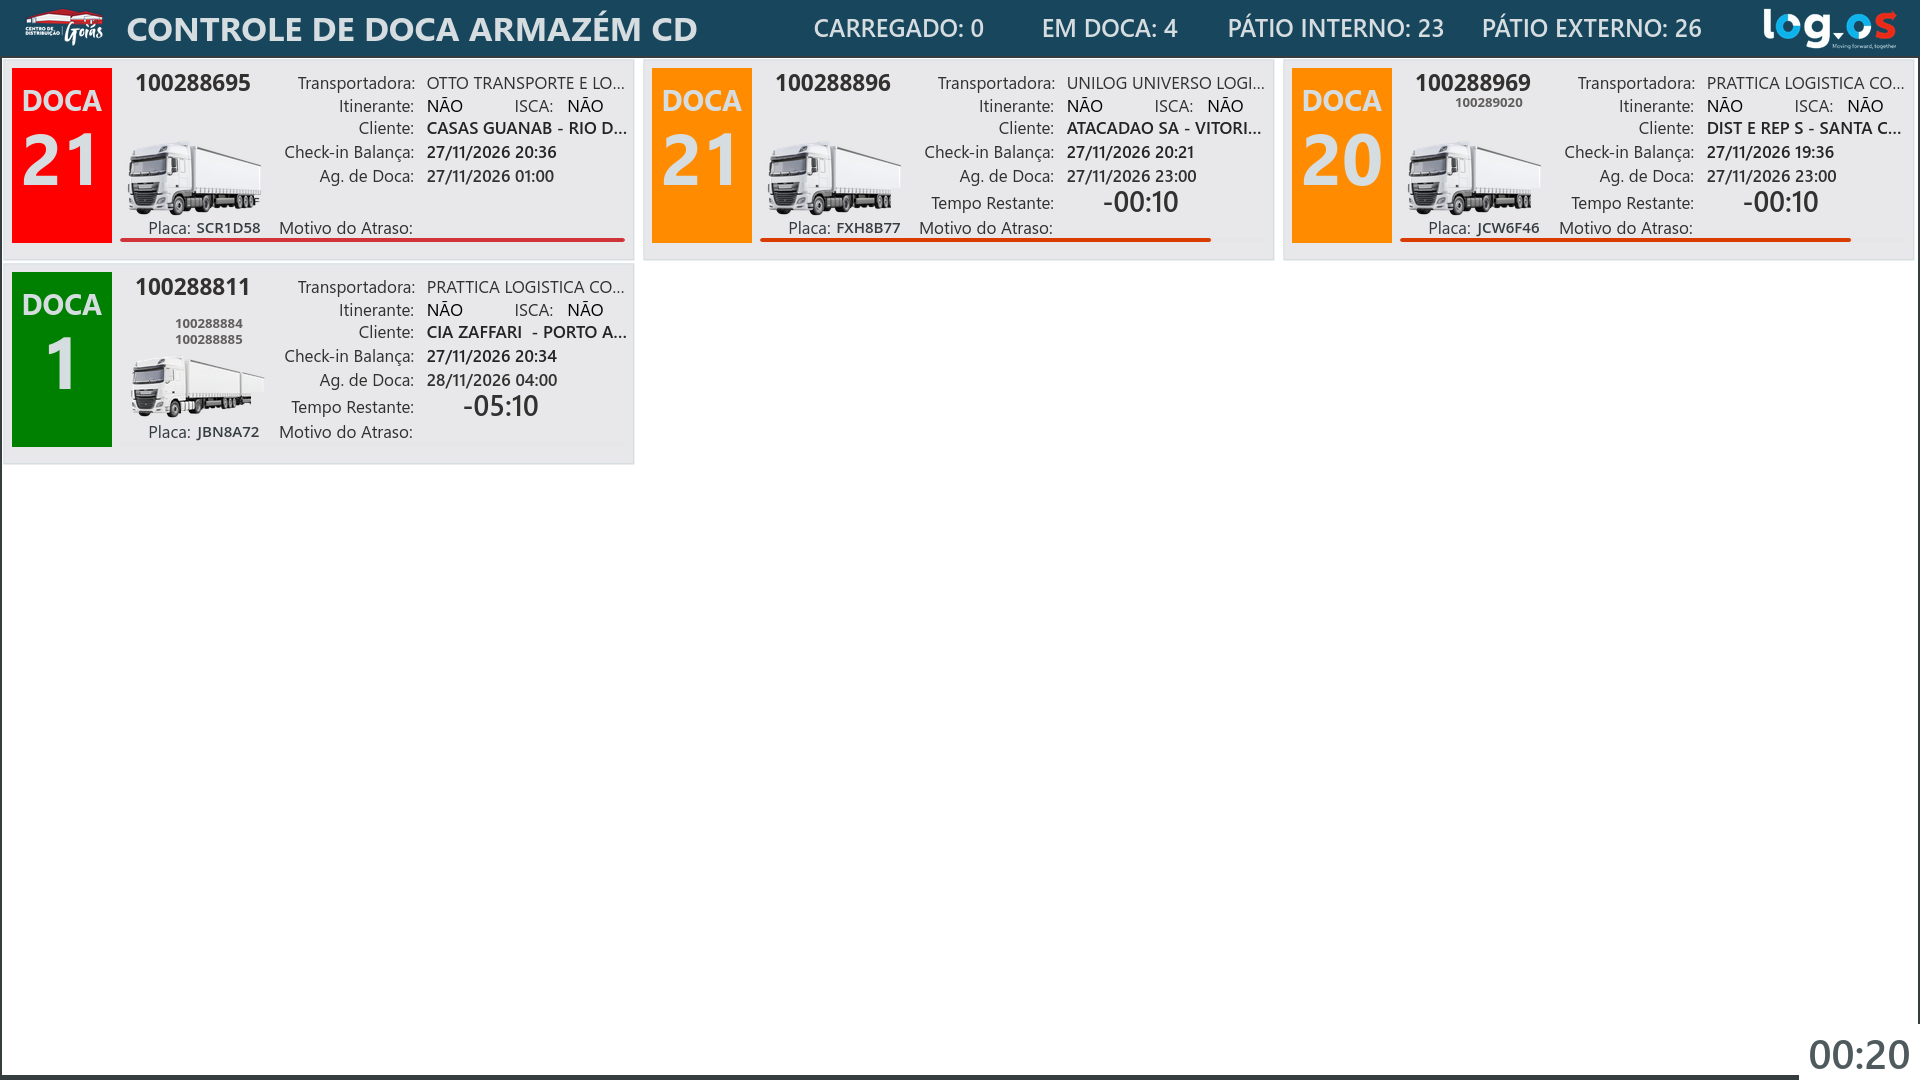 CENTRO DE DISTRIBUIÇÃO Goiás
CONTROLE DE DOCA ARMAZÉM CD
CARREGADO: 0
EM DOCA: 4
PÁTIO INTERNO: 23
PÁTIO EXTERNO: 26
log.os
Moving forward, together
DOCA
21
100288695
Transportadora: OTTO TRANSPORTE E LO...
Itinerante: NÃO ISCA: NÃO
Cliente: CASAS GUANAB - RIO D...
Check-in Balança: 27/11/2026 20:36
Ag. de Doca: 27/11/2026 01:00
Placa: SCR1D58 Motivo do Atraso:
DOCA
21
100288896
Transportadora: UNILOG UNIVERSO LOGI...
Itinerante: NÃO ISCA: NÃO
Cliente: ATACADAO SA - VITORI...
Check-in Balança: 27/11/2026 20:21
Ag. de Doca: 27/11/2026 23:00
Tempo Restante: -00:10
Placa: FXH8B77 Motivo do Atraso:
DOCA
20
100288969
100289020
Transportadora: PRATTICA LOGISTICA CO...
Itinerante: NÃO ISCA: NÃO
Cliente: DIST E REP S - SANTA C...
Check-in Balança: 27/11/2026 19:36
Ag. de Doca: 27/11/2026 23:00
Tempo Restante: -00:10
Placa: JCW6F46 Motivo do Atraso:
DOCA
1
100288811
100288884
100288885
Transportadora: PRATTICA LOGISTICA CO...
Itinerante: NÃO ISCA: NÃO
Cliente: CIA ZAFFARI - PORTO A...
Check-in Balança: 27/11/2026 20:34
Ag. de Doca: 28/11/2026 04:00
Tempo Restante: -05:10
Placa: JBN8A72 Motivo do Atraso:
00:20